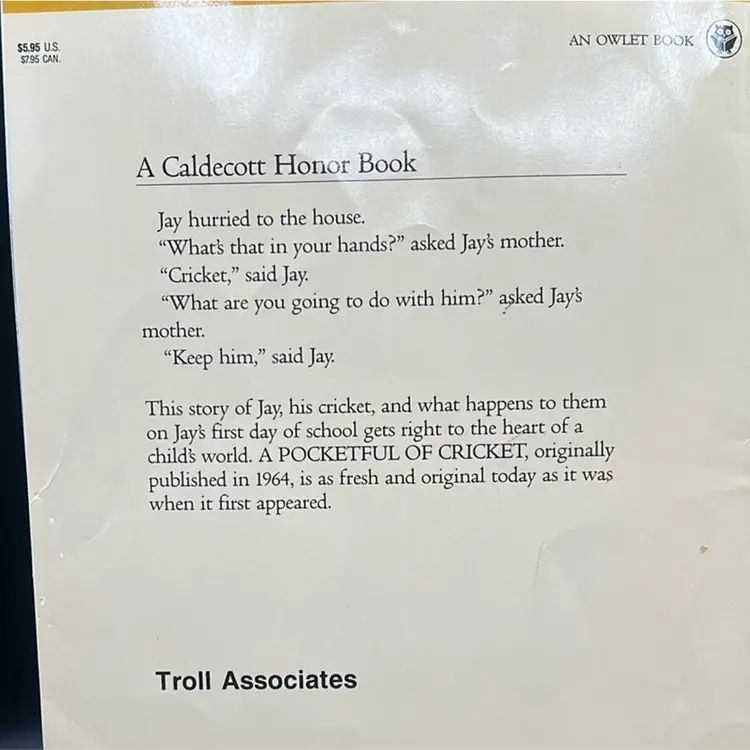 $5.95 U.S.
$7.95 CAN.
AN OWLET BOOK
A Caldecott Honor Book
Jay hurried to the house.
“What's that in your hands?” asked Jay's mother.
“Cricket,” said Jay.
“What are you going to do with him?” asked Jay's
mother.
“Keep him,” said Jay.
This story of Jay, his cricket, and what happens to them
on Jay's first day of school gets right to the heart of a
child's world. A POCKETFUL OF CRICKET, originally
published in 1964, is as fresh and original today as it was
when it first appeared.
Troll Associates